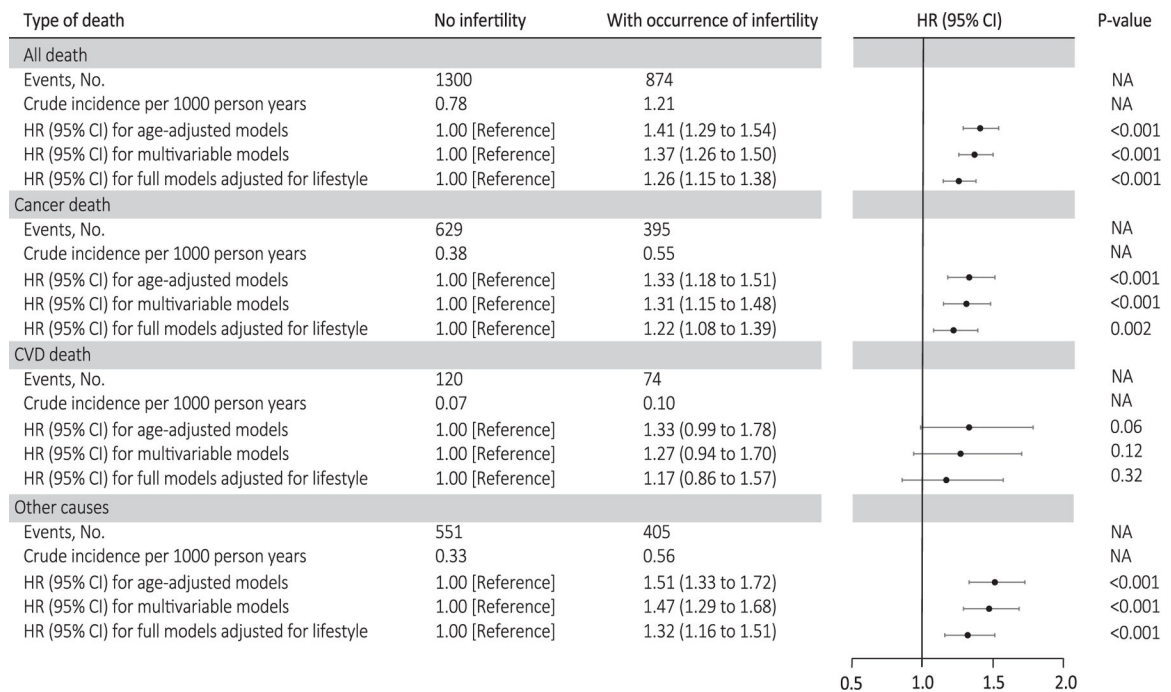 Type of death No infertility With occurrence of infertility HR (95% CI) P-value
All death
Events, No. 1300 874 NA
Crude incidence per 1000 person years 0.78 1.21 NA
HR (95% CI) for age-adjusted models 1.00 [Reference] 1.41 (1.29 to 1.54) <0.001
HR (95% CI) for multivariable models 1.00 [Reference] 1.37 (1.26 to 1.50) <0.001
HR (95% CI) for full models adjusted for lifestyle 1.00 [Reference] 1.26 (1.15 to 1.38) <0.001
Cancer death
Events, No. 629 395 NA
Crude incidence per 1000 person years 0.38 0.55 NA
HR (95% CI) for age-adjusted models 1.00 [Reference] 1.33 (1.18 to 1.51) <0.001
HR (95% CI) for multivariable models 1.00 [Reference] 1.31 (1.15 to 1.48) <0.001
HR (95% CI) for full models adjusted for lifestyle 1.00 [Reference] 1.22 (1.08 to 1.39) 0.002
CVD death
Events, No. 120 74 NA
Crude incidence per 1000 person years 0.07 0.10 NA
HR (95% CI) for age-adjusted models 1.00 [Reference] 1.33 (0.99 to 1.78) 0.06
HR (95% CI) for multivariable models 1.00 [Reference] 1.27 (0.94 to 1.70) 0.12
HR (95% CI) for full models adjusted for lifestyle 1.00 [Reference] 1.17 (0.86 to 1.57) 0.32
Other causes
Events, No. 551 405 NA
Crude incidence per 1000 person years 0.33 0.56 NA
HR (95% CI) for age-adjusted models 1.00 [Reference] 1.51 (1.33 to 1.72) <0.001
HR (95% CI) for multivariable models 1.00 [Reference] 1.47 (1.29 to 1.68) <0.001
HR (95% CI) for full models adjusted for lifestyle 1.00 [Reference] 1.32 (1.16 to 1.51) <0.001
0.5 1.0 1.5 2.0